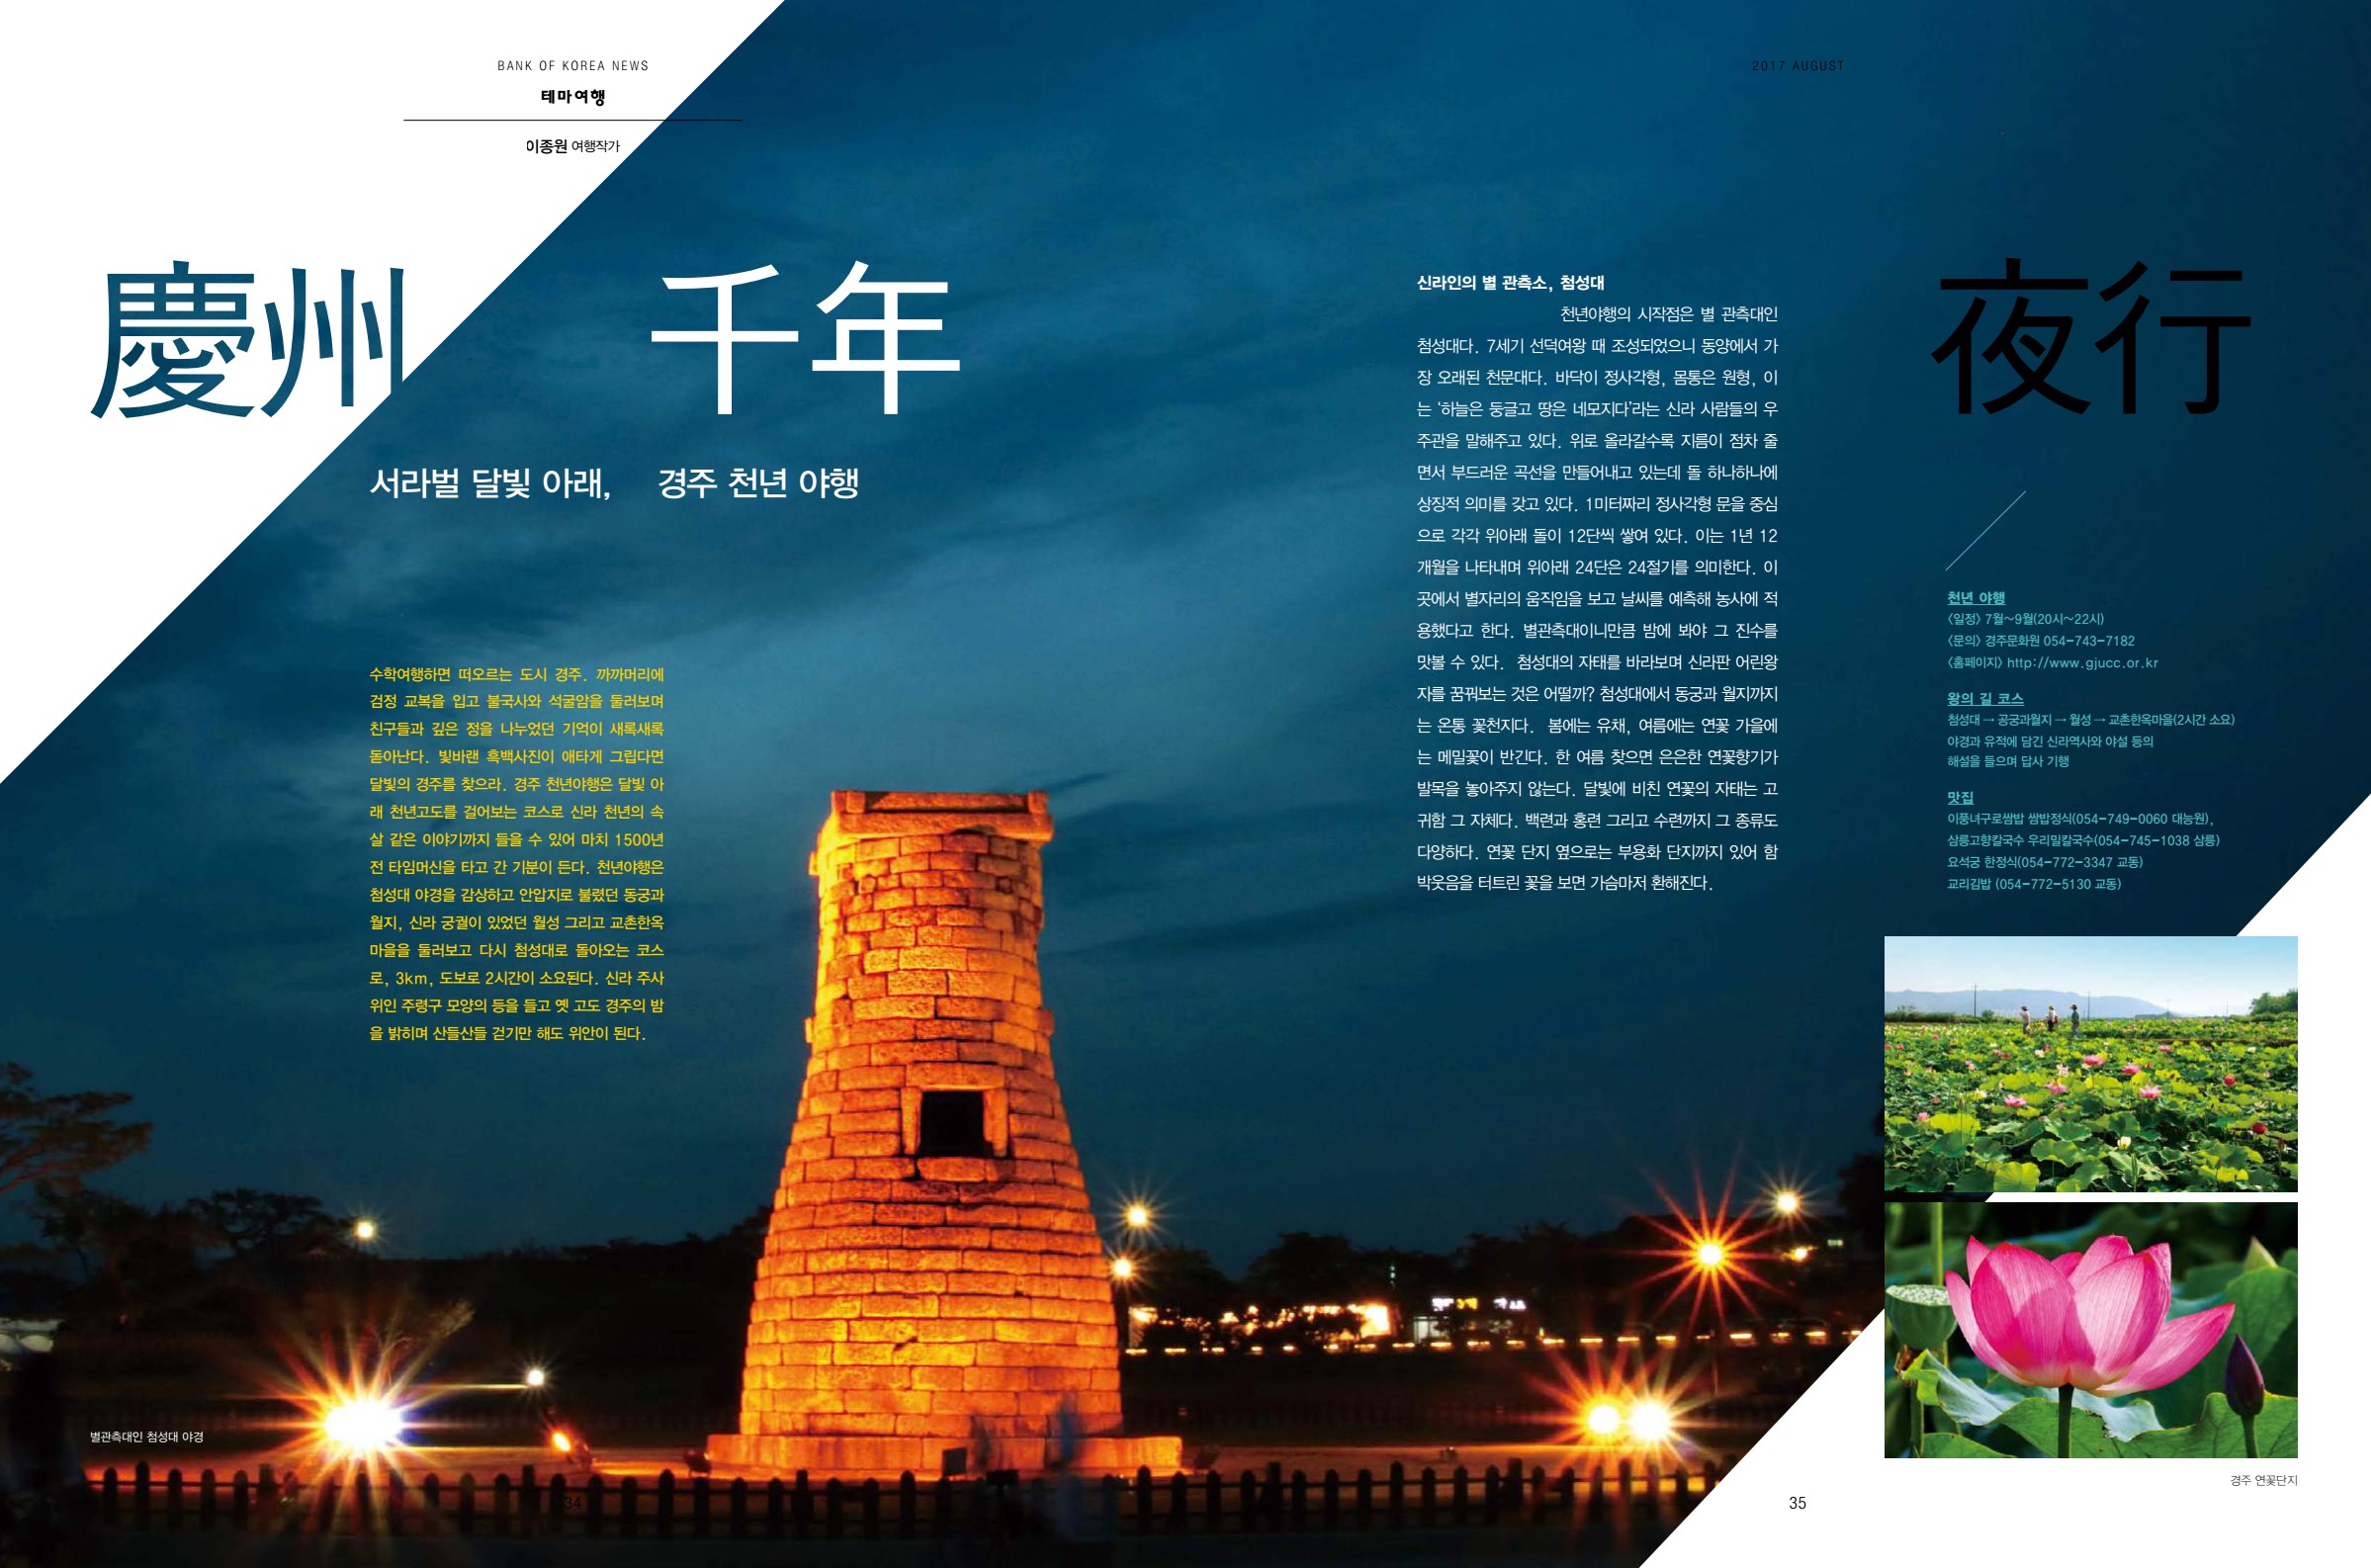 BANK OF KOREA NEWS
테마여행
이종원 여행작가
2017 AUGUST
慶州 千年 夜行
서라벌 달빛 아래, 경주 천년 야행
수학여행하면 떠오르는 도시 경주. 까까머리에
검정 교복을 입고 불국사와 석굴암을 둘러보며
친구들과 깊은 정을 나누었던 기억이 새록새록
돋아난다. 빛바랜 흑백사진이 애타게 그립다면
달빛의 경주를 찾으라. 경주 천년야행은 달빛 아
래 천년고도를 걸어보는 코스로 신라 천년의 속
살 같은 이야기까지 들을 수 있어 마치 1500년
전 타임머신을 타고 간 기분이 든다. 천년야행은
첨성대 야경을 감상하고 안압지로 불렸던 동궁과
월지, 신라 궁궐이 있었던 월성 그리고 교촌한옥
마을을 둘러보고 다시 첨성대로 돌아오는 코스
로, 3km, 도보로 2시간이 소요된다. 신라 주사
위인 주령구 모양의 등을 들고 옛 고도 경주의 밤
을 밝히며 산들산들 걷기만 해도 위안이 된다.
별관측대인 첨성대 야경
34
신라인의 별 관측소, 첨성대
천년야행의 시작점은 별 관측대인
첨성대다. 7세기 선덕여왕 때 조성되었으니 동양에서 가
장 오래된 천문대다. 바닥이 정사각형, 몸통은 원형, 이
는 ‘하늘은 둥글고 땅은 네모지다’라는 신라 사람들의 우
주관을 말해주고 있다. 위로 올라갈수록 지름이 점차 줄
면서 부드러운 곡선을 만들어내고 있는데 돌 하나하나에
상징적 의미를 갖고 있다. 1미터짜리 정사각형 문을 중심
으로 각각 위아래 돌이 12단씩 쌓여 있다. 이는 1년 12
개월을 나타내며 위아래 24단은 24절기를 의미한다. 이
곳에서 별자리의 움직임을 보고 날씨를 예측해 농사에 적
용했다고 한다. 별관측대이니만큼 밤에 봐야 그 진수를
맛볼 수 있다. 첨성대의 자태를 바라보며 신라판 어린왕
자를 꿈꿔보는 것은 어떨까? 첨성대에서 동궁과 월지까지
는 온통 꽃천지다. 봄에는 유채, 여름에는 연꽃 가을에
는 메밀꽃이 반긴다. 한 여름 찾으면 은은한 연꽃향기가
발목을 놓아주지 않는다. 달빛에 비친 연꽃의 자태는 고
귀함 그 자체다. 백련과 홍련 그리고 수련까지 그 종류도
다양하다. 연꽃 단지 옆으로는 부용화 단지까지 있어 함
박웃음을 터트린 꽃을 보면 가슴마저 환해진다.
천년 야행
〈일정〉 7월~9월(20시~22시)
〈문의〉 경주문화원 054-743-7182
〈홈페이지〉 http://www.gjucc.or.kr
왕의 길 코스
첨성대 → 공궁과월지 → 월성 → 교촌한옥마을(2시간 소요)
야경과 유적에 담긴 신라역사와 야설 등의
해설을 들으며 답사 기행
맛집
이풍녀구로쌈밥 쌈밥정식(054-749-0060 대능원),
삼릉고향칼국수 우리밀칼국수(054-745-1038 삼릉)
요석궁 한정식(054-772-3347 교동)
교리김밥 (054-772-5130 교동)
경주 연꽃단지
35